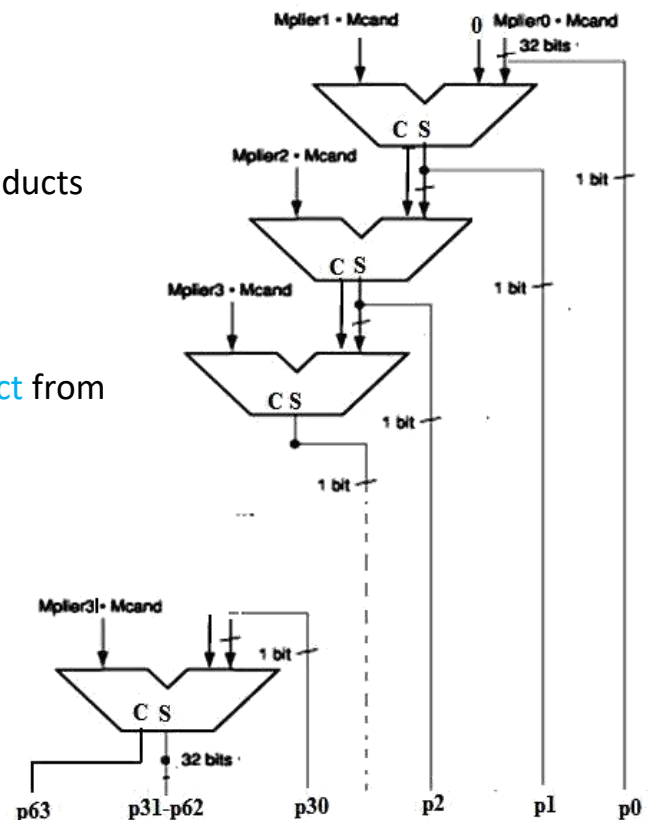 Mplier1 • Mcand 0 Mplier0 • Mcand
32 bits
C S
Mplier2 • Mcand
1 bit
ducts
C S
1 bit
Mplier3 • Mcand
ct from
C S
1 bit
1 bit
...
Mplier31 • Mcand
1 bit
C S
32 bits
p63 p31-p62 p30 p2 p1 p0